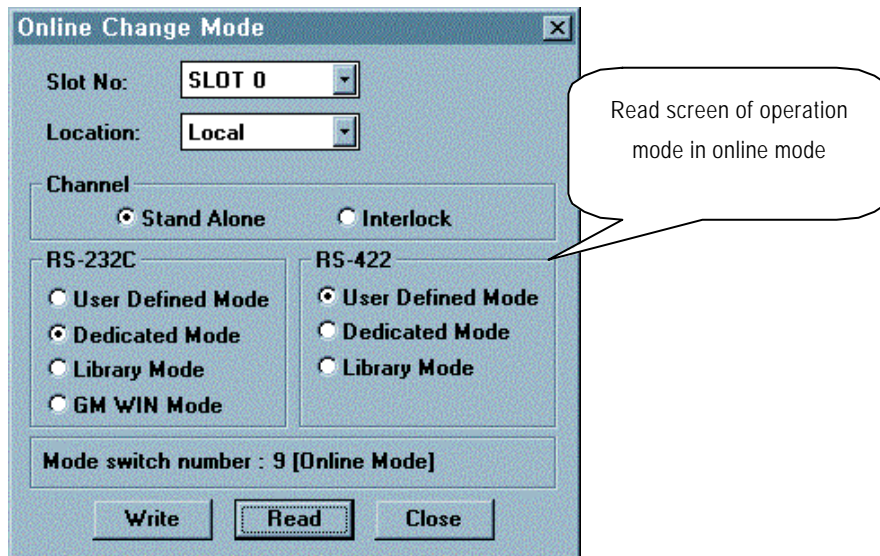 Online Change Mode
Slot No: SLOT 0
Location: Local
Channel
Stand Alone Interlock
RS-232C
User Defined Mode
Dedicated Mode
Library Mode
GM WIN Mode
RS-422
User Defined Mode
Dedicated Mode
Library Mode
Mode switch number : 9 [Online Mode]
Write Read Close
Read screen of operation
mode in online mode